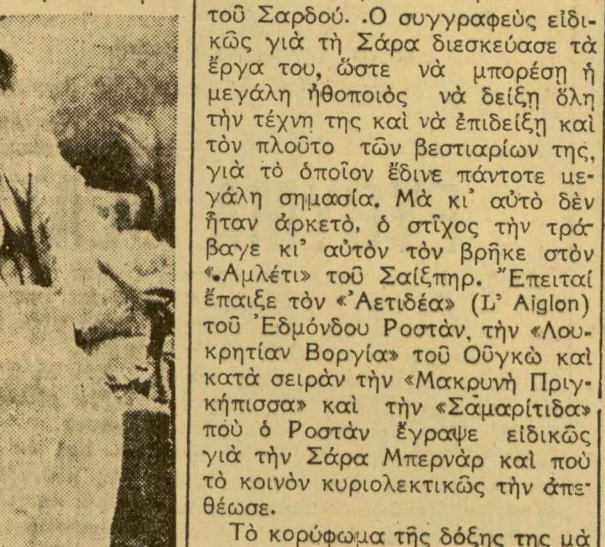 τοῦ Σαρδού. .Ο συγγραφεὺς εἰδι-
κῶς γιὰ τὴ Σάρα διεσκεύασε τὰ
ἔργα του, ὥστε νὰ μπορέσῃ ἡ
μεγάλη ἠθοποιὸς νὰ δείξῃ ὅλη
τὴν τέχνη της καὶ νὰ ἐπιδείξῃ καὶ
τὸν πλοῦτο τῶν βεστιαρίων της,
γιὰ τὸ ὁποῖον ἔδινε πάντοτε με-
γάλη σημασία. Μὰ κι' αὐτὸ δὲν
ἦταν ἀρκετὸ, ὁ στῖχος τὴν τρά-
βαγε κι' αὐτὸν τὸν βρῆκε στὸν
«.Αμλέτι» τοῦ Σαίξπηρ. Ἔπειταί
ἔπαιξε τὸν «Ἀετιδέα» (L' Aiglon)
τοῦ Ἐδμόνδου Ροστὰν, τὴν «Λου-
κρητίαν Βοργία» τοῦ Οὐγκὼ καὶ
κατὰ σειρὰν τὴν «Μακρυνὴ Πριγ-
κήπισσα» καὶ τὴν «Σαμαρίτιδα»
ποὺ ὁ Ροστὰν ἔγραψε εἰδικῶς
γιὰ τὴν Σάρα Μπερνὰρ καὶ ποὺ
τὸ κοινὸν κυριολεκτικῶς τὴν ἀπε-
θέωσε.
Τὸ κορύφωμα τῆς δόξης της μὰ